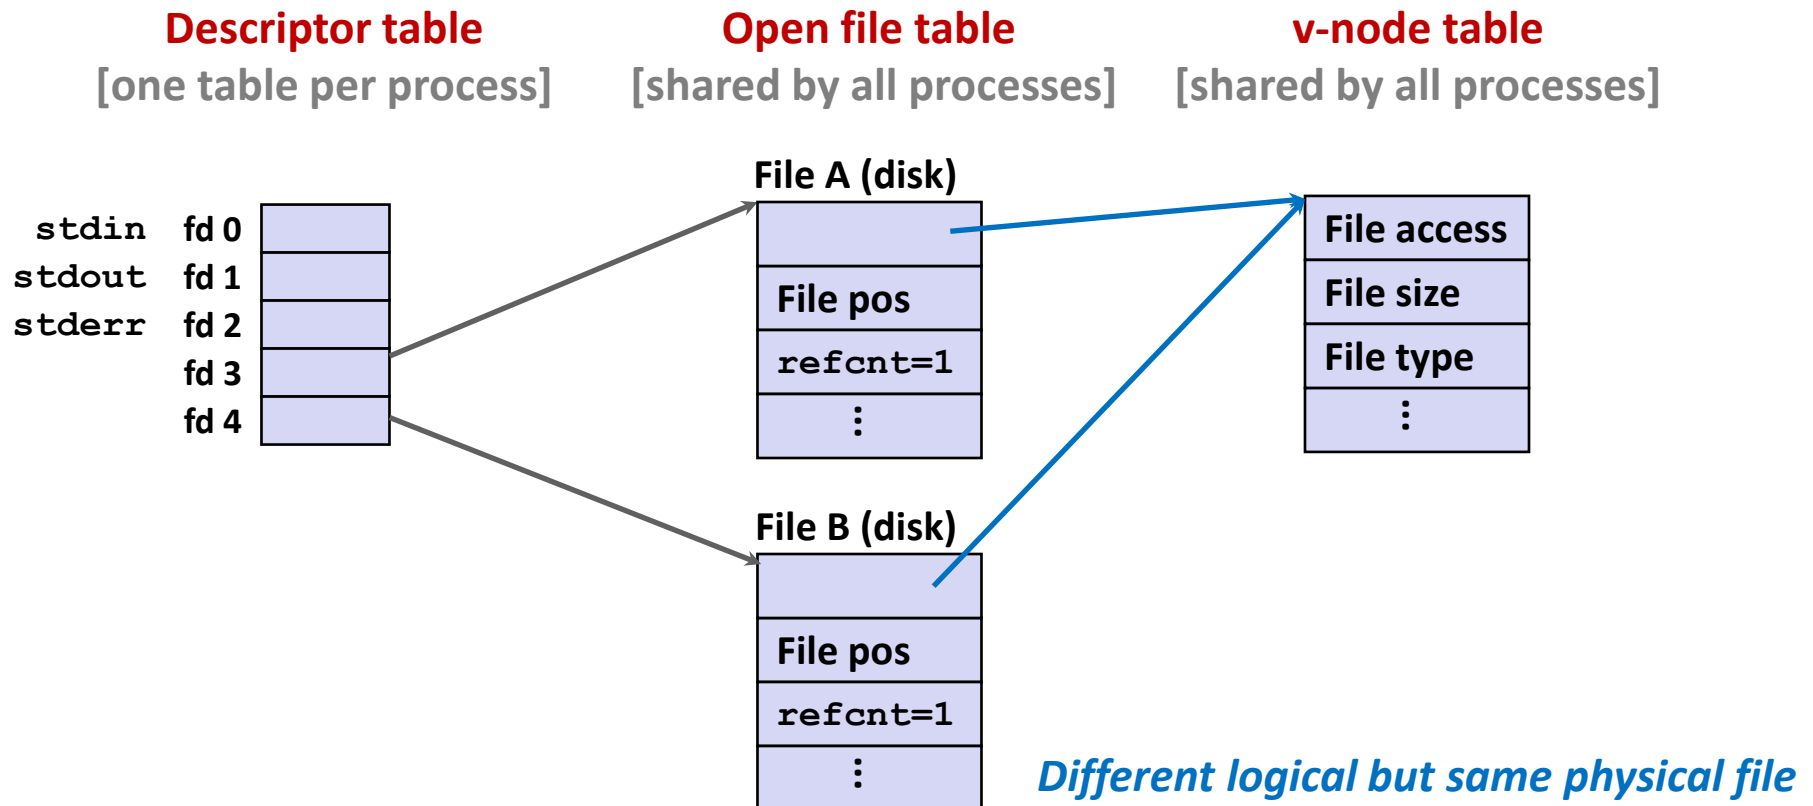 Descriptor table
[one table per process]
Open file table
[shared by all processes]
v-node table
[shared by all processes]
stdin fd 0
stdout fd 1
stderr fd 2
fd 3
fd 4
File A (disk)
File pos
refcnt=1
⋮
File B (disk)
File pos
refcnt=1
⋮
File access
File size
File type
⋮
Different logical but same physical file